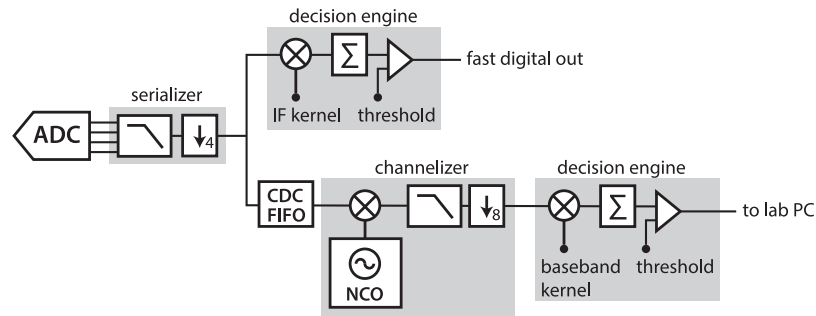 decision engine
Σ
fast digital out
IF kernel
threshold
serializer
ADC
↓4
CDC
FIFO
channelizer
↓8
NCO
decision engine
Σ
to lab PC
baseband
kernel
threshold